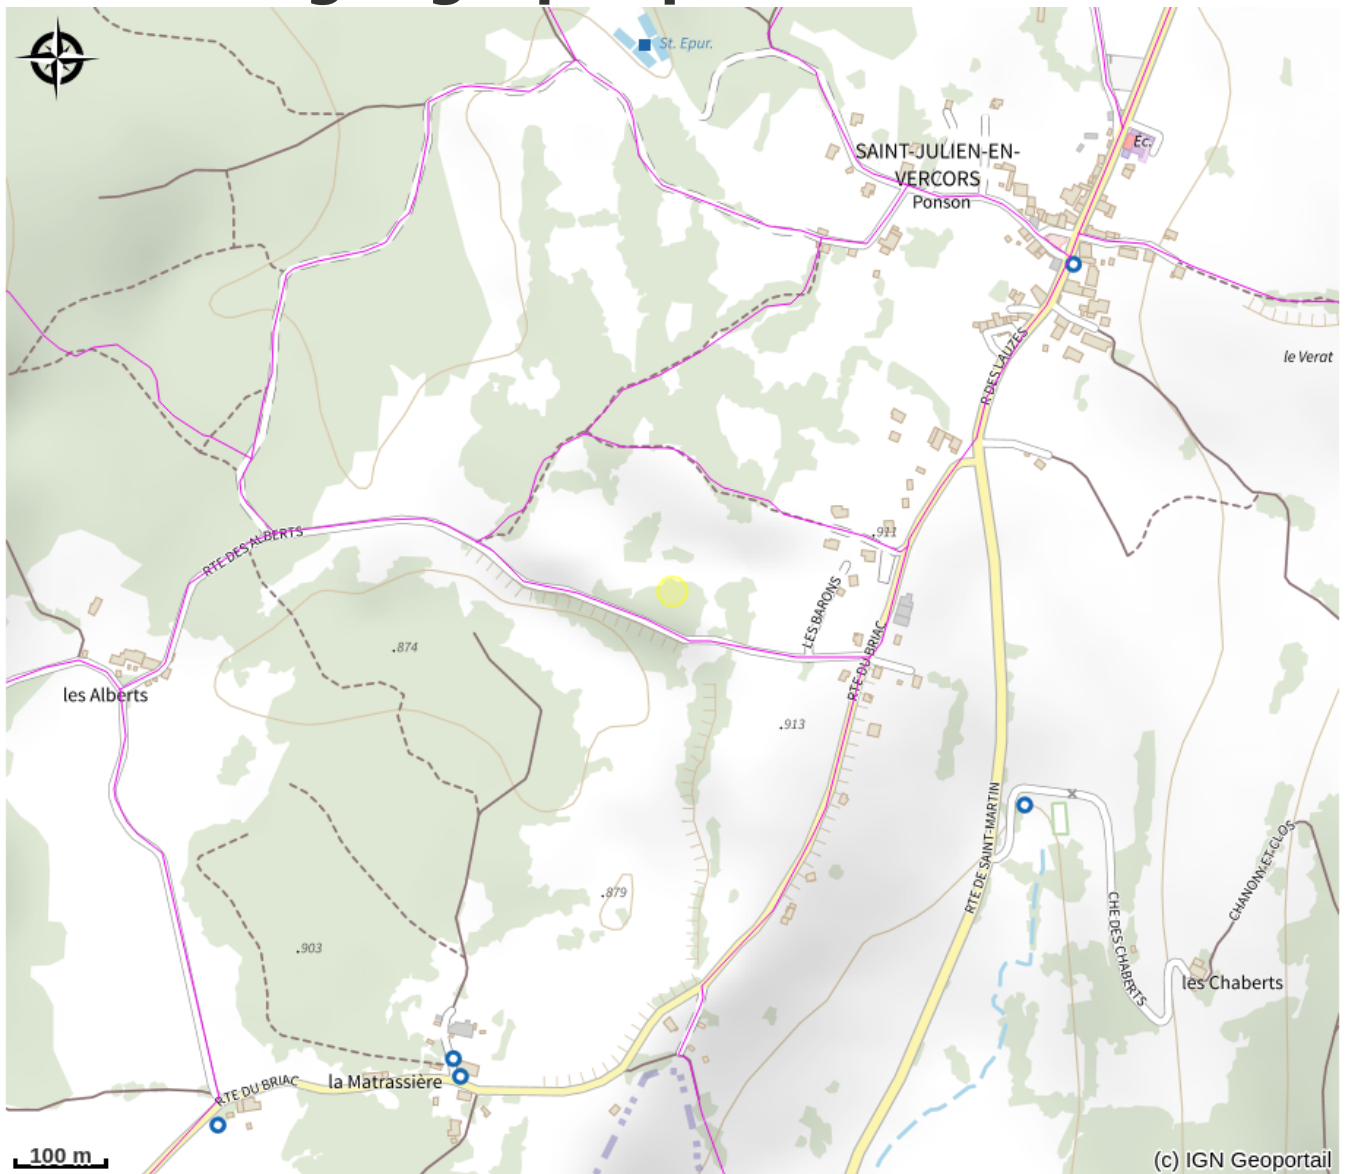 St. Epur.
Ec.
SAINT-JULIEN-EN-
VERCORS
Ponson
le Verat
R DES LAUZES
.911
RTE DES ALBERTS
LES BARONS
.874
RTE DU BRIAC
les Alberts
.913
RTE DE SAINT-MARTIN
CHANONY ET CLOS
.879
CHE DES CHABERTS
.903
les Chaberts
la Matrassière
RTE DU BRIAC
100 m
(c) IGN Geoportail